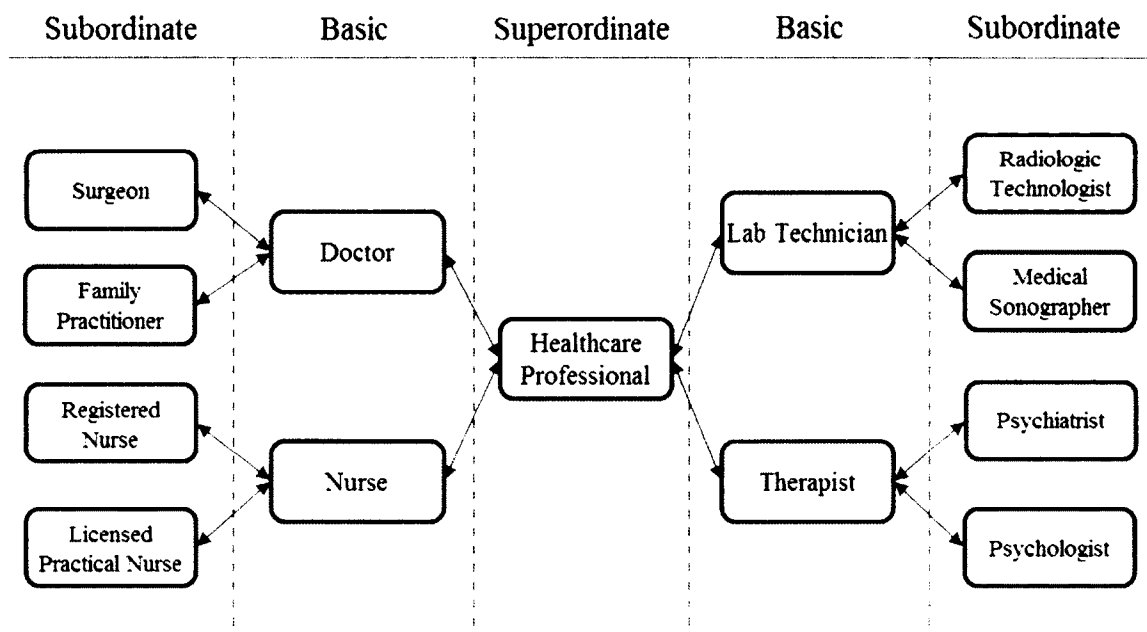 Subordinate Basic Superordinate Basic Subordinate
Surgeon
Family
Practitioner
Registered
Nurse
Licensed
Practical Nurse
Doctor
Nurse
Healthcare
Professional
Lab Technician
Therapist
Radiologic
Technologist
Medical
Sonographer
Psychiatrist
Psychologist